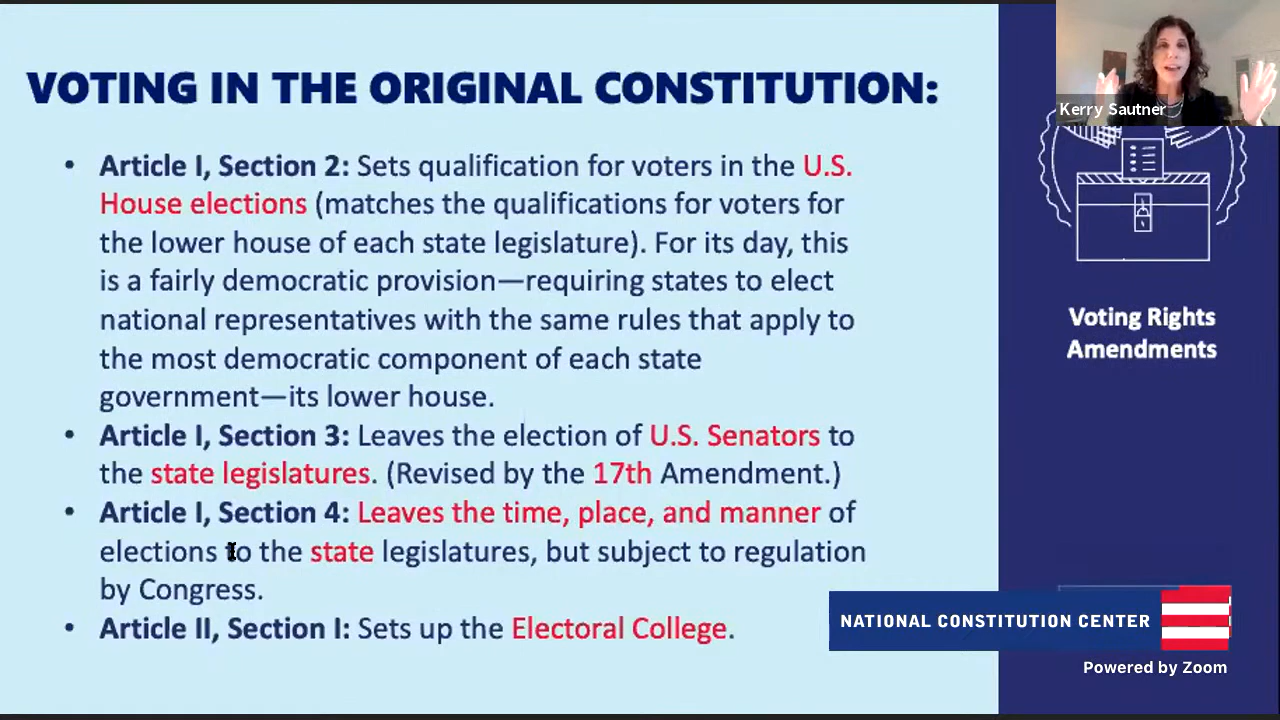 VOTING IN THE ORIGINAL CONSTITUTION:
• Article I, Section 2: Sets qualification for voters in the U.S.
House elections (matches the qualifications for voters for
the lower house of each state legislature). For its day, this
is a fairly democratic provision—requiring states to elect
national representatives with the same rules that apply to
the most democratic component of each state
government—its lower house.
• Article I, Section 3: Leaves the election of U.S. Senators to
the state legislatures. (Revised by the 17th Amendment.)
• Article I, Section 4: Leaves the time, place, and manner of
elections to the state legislatures, but subject to regulation
by Congress.
• Article II, Section I: Sets up the Electoral College.
Kerry Sautner
Voting Rights
Amendments
NATIONAL CONSTITUTION CENTER
Powered by Zoom